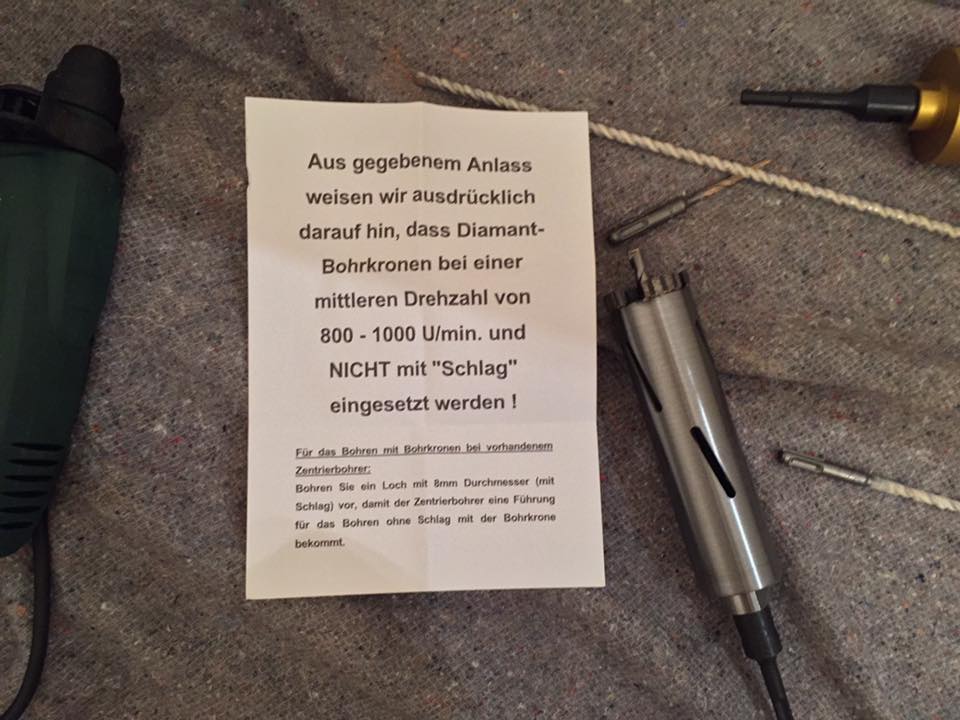 Aus gegebenem Anlass
weisen wir ausdrücklich
darauf hin, dass Diamant-
Bohrkronen bei einer
mittleren Drehzahl von
800 - 1000 U/min. und
NICHT mit "Schlag"
eingesetzt werden !
Für das Bohren mit Bohrkronen bei vorhandenem
Zentrierbohrer:
Bohren Sie ein Loch mit 8mm Durchmesser (mit
Schlag) vor, damit der Zentrierbohrer eine Führung
für das Bohren ohne Schlag mit der Bohrkrone
bekommt.